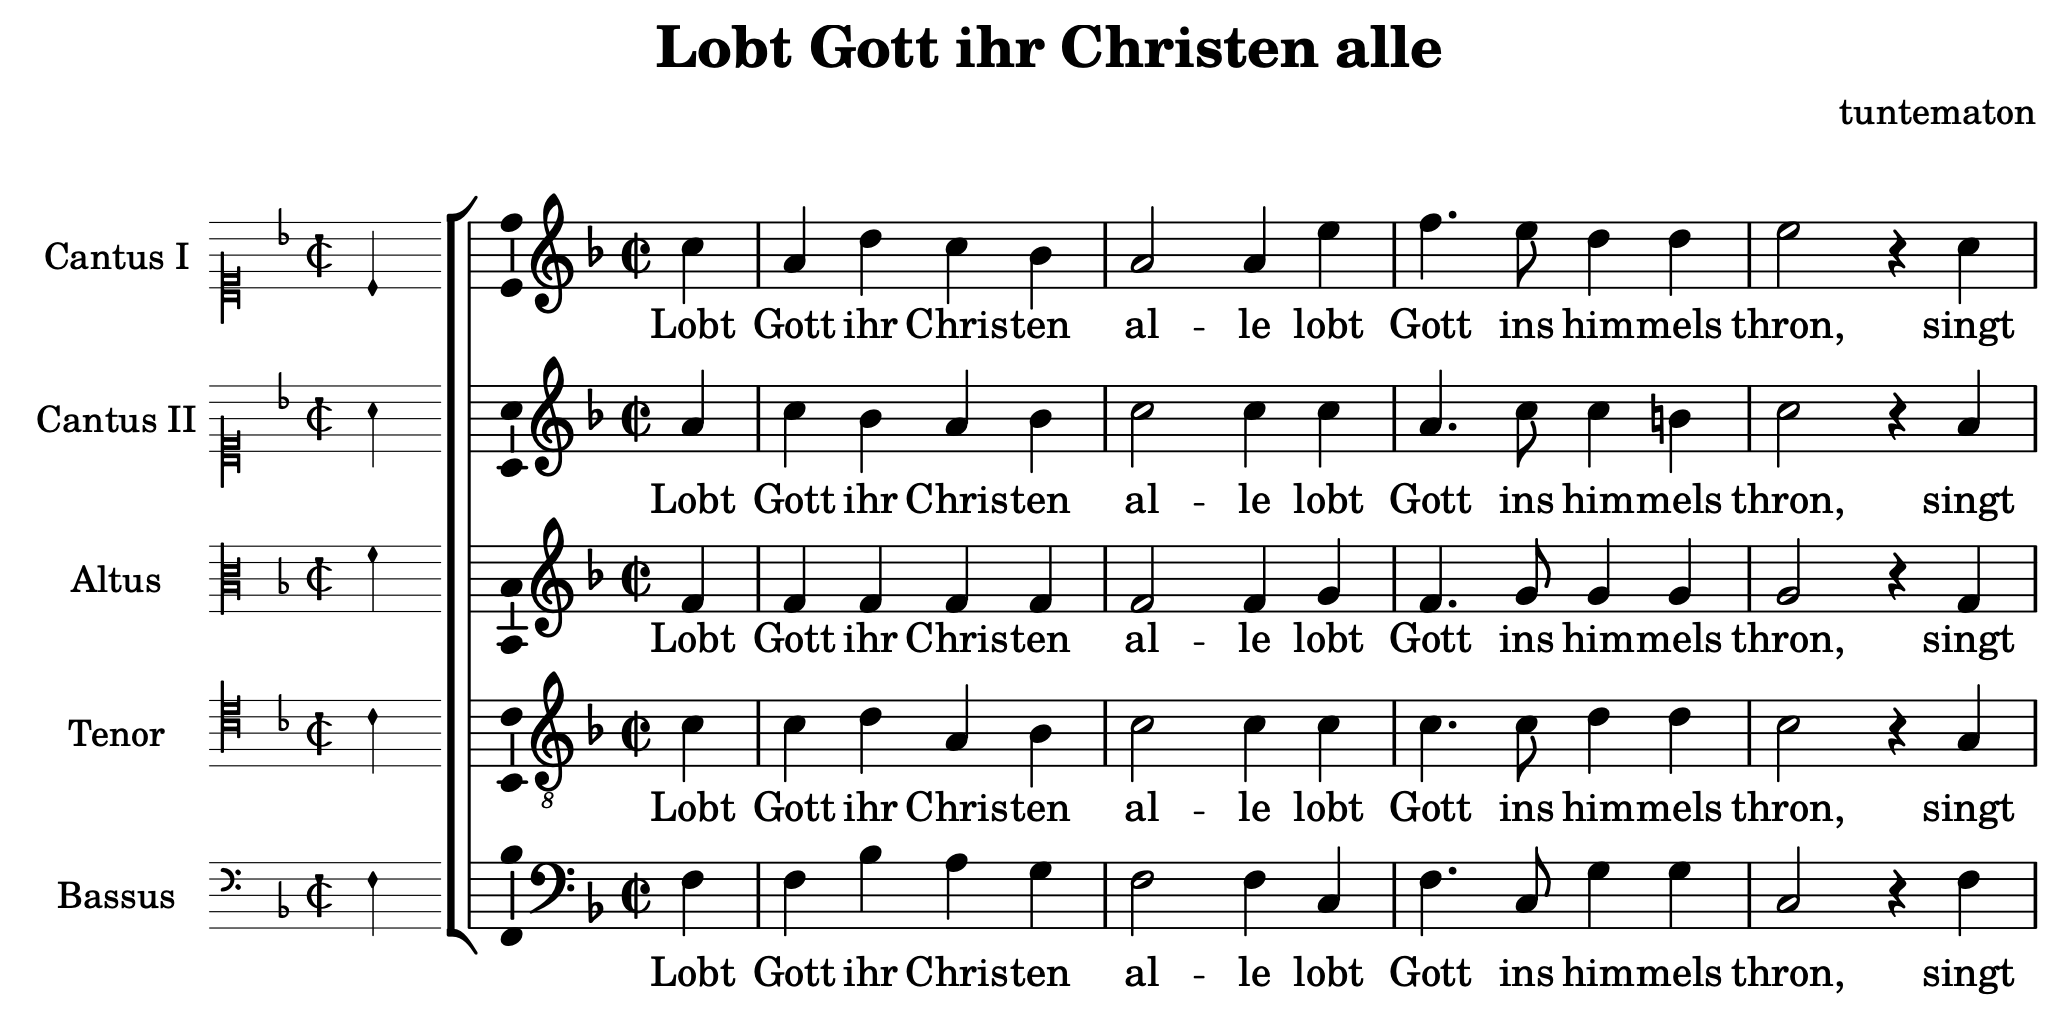 Lobt Gott ihr Christen alle
tuntematon
Cantus I
Lobt Gott ihr Christen al - le lobt Gott ins himmels thron, singt
Cantus II
Lobt Gott ihr Christen al - le lobt Gott ins himmels thron, singt
Altus
Lobt Gott ihr Christen al - le lobt Gott ins himmels thron, singt
Tenor
8
Lobt Gott ihr Christen al - le lobt Gott ins himmels thron, singt
Bassus
Lobt Gott ihr Christen al - le lobt Gott ins himmels thron, singt